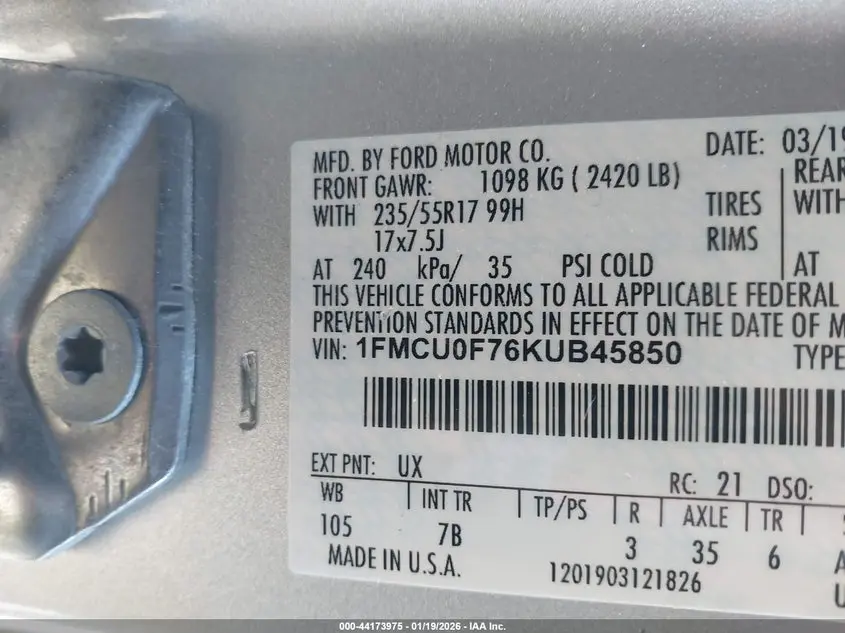 MFD. BY FORD MOTOR CO.
DATE: 03/19
FRONT GAWR: 1098 KG ( 2420 LB)
REAR
WITH 235/55R17 99H TIRES
WITH
17x7.5J RIMS
AT 240 kPa/ 35 PSI COLD
AT
THIS VEHICLE CONFORMS TO ALL APPLICABLE FEDERAL
PREVENTION STANDARDS IN EFFECT ON THE DATE OF M
VIN: 1FMCU0F76KUB45850
TYPE
EXT PNT: UX
RC: 21 DSO:
WB INT TR TP/PS R AXLE TR
105 7B 3 35 6
MADE IN U.S.A.
1201903121826
000-44173975 - 01/19/2026 - IAA Inc.